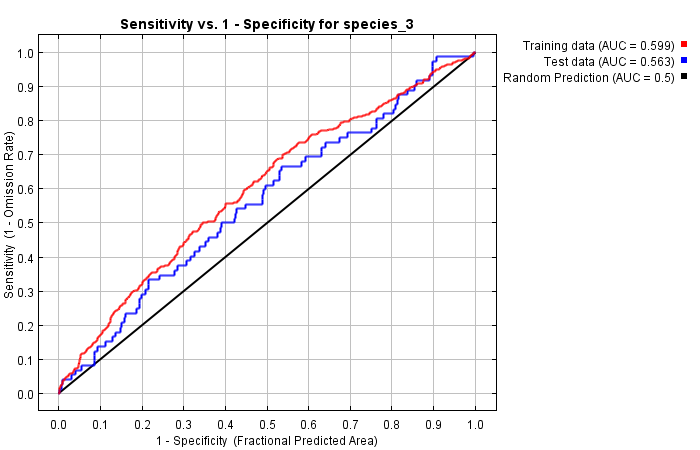 Sensitivity vs. 1 - Specificity for species_3
Training data (AUC = 0.599)
Test data (AUC = 0.563)
Random Prediction (AUC = 0.5)
Sensitivity (1 - Omission Rate)
1.0
0.9
0.8
0.7
0.6
0.5
0.4
0.3
0.2
0.1
0.0
0.0 0.1 0.2 0.3 0.4 0.5 0.6 0.7 0.8 0.9 1.0
1 - Specificity (Fractional Predicted Area)